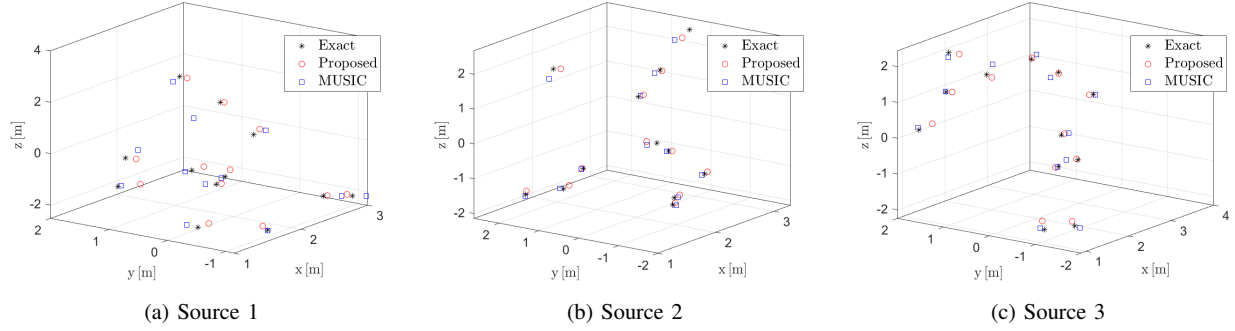 4
2
0
-2
z [m]
2
1
0
-1
y [m]
1
2
3
x [m]
Exact
Proposed
MUSIC
(a) Source 1
2
1
0
-1
-2
z [m]
2
1
0
-1
-2
y [m]
1
2
3
x [m]
Exact
Proposed
MUSIC
(b) Source 2
2
1
0
-1
-2
z [m]
2
1
0
-1
-2
y [m]
1
2
3
4
x [m]
Exact
Proposed
MUSIC
(c) Source 3